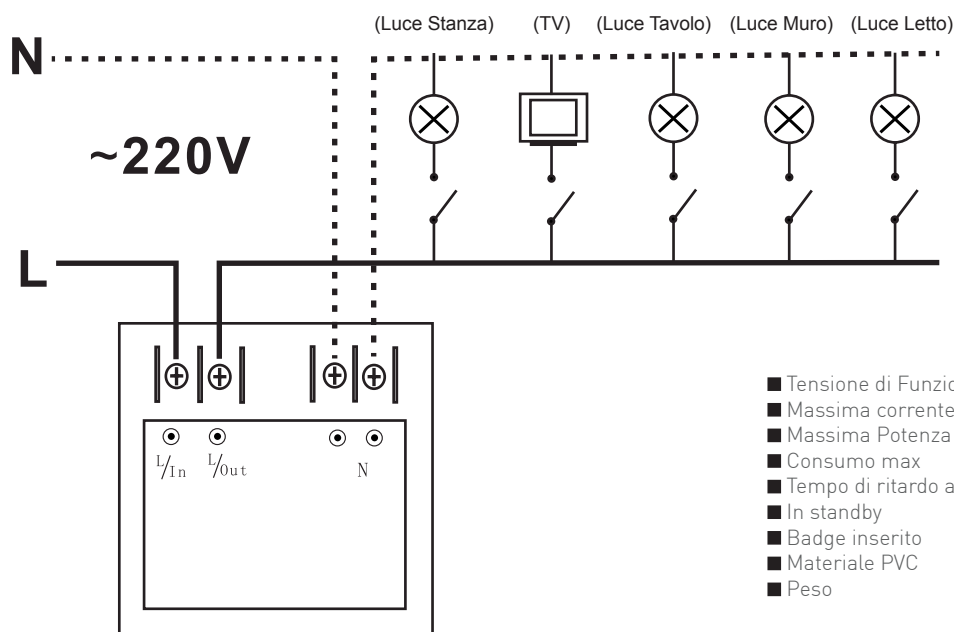 (Luce Stanza) (TV) (Luce Tavolo) (Luce Muro) (Luce Letto)
N
~220V
L
L/In L/Out N
■ Tensione di Funzio
■ Massima corrente
■ Massima Potenza
■ Consumo max
■ Tempo di ritardo a
■ In standby
■ Badge inserito
■ Materiale PVC
■ Peso